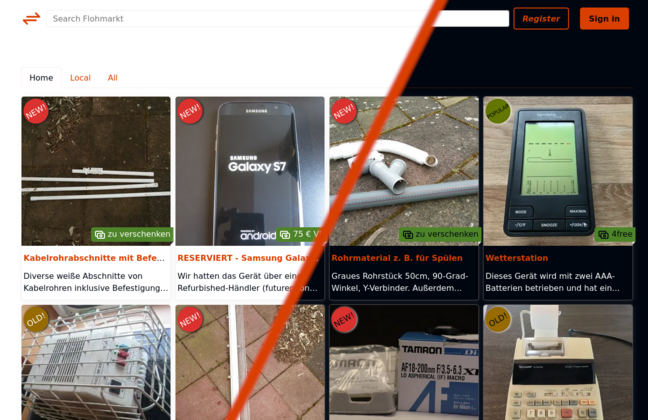 Search Flohmarkt
Register
Sign in
Home
Local
All
NEW!
NEW!
NEW!
POPULAR
SAMSUNG
SAMSUNG
Galaxy S7
android
MODE
MAX/MIN
SNOOZE
zu verschenken
75 € V
zu verschenken
4free
Kabelrohrabschnitte mit Befe...
RESERVIERT - Samsung Gala
Rohrmaterial z. B. für Spülen
Wetterstation
Diverse weiße Abschnitte von
Kabelrohren inklusive Befestigung...
Wir hatten das Gerät über ein
Refurbished-Händler (future
Graues Rohrstück 50cm, 90-Grad-
Winkel, Y-Verbinder. Außerdem...
Dieses Gerät wird mit zwei AAA-
Batterien betrieben und hat ein...
OLD!
NEW!
NEW!
OLD!
TAMRON
AF18-200mm F/3.5-6.3
LD ASPHERICAL (IF) MACRO